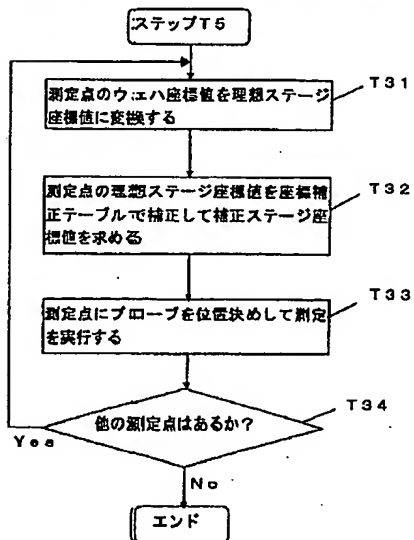 ステップT5
T31
測定点のウェハ座標値を理想ステージ
座標値に変換する
T32
測定点の理想ステージ座標値を座標補
正テーブルで補正して補正ステージ座
標値を求める
T33
測定点にプローブを位置決めして測定
を実行する
T34
他の測定点はあるか?
Yes
No
エンド